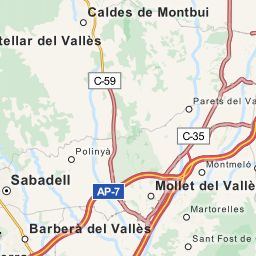 Caldes de Montbui
tellar del Vallès
C-59
Parets del Va
C-35
Polinyà
Montmeló
Sabadell
AP-7
Mollet del Vallè
Martorelles
Barberà del Vallès
Sant Fost de C